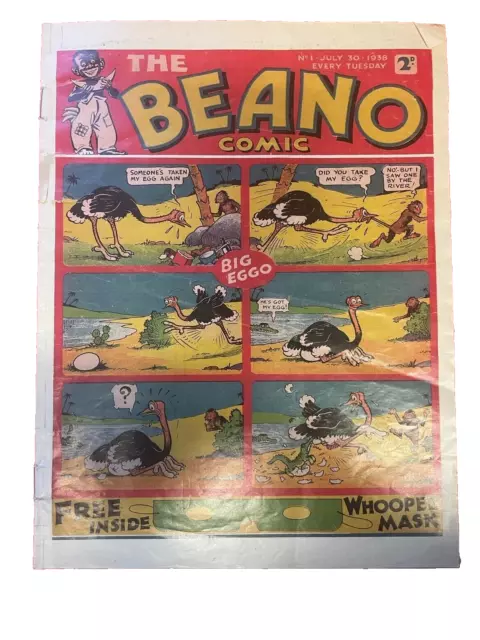 THE
BEANO
COMIC
Nº1-JULY 30-1938
EVERY TUESDAY
2D
SOMEONE'S TAKEN
MY EGG AGAIN
DID YOU TAKE
MY EGG?
NO!-BUT I
SAW ONE
BY THE
RIVER!
BIG
EGGO
HE'S GOT
MY EGG!
?
FREE
INSIDE
WHOOPEE
MASK